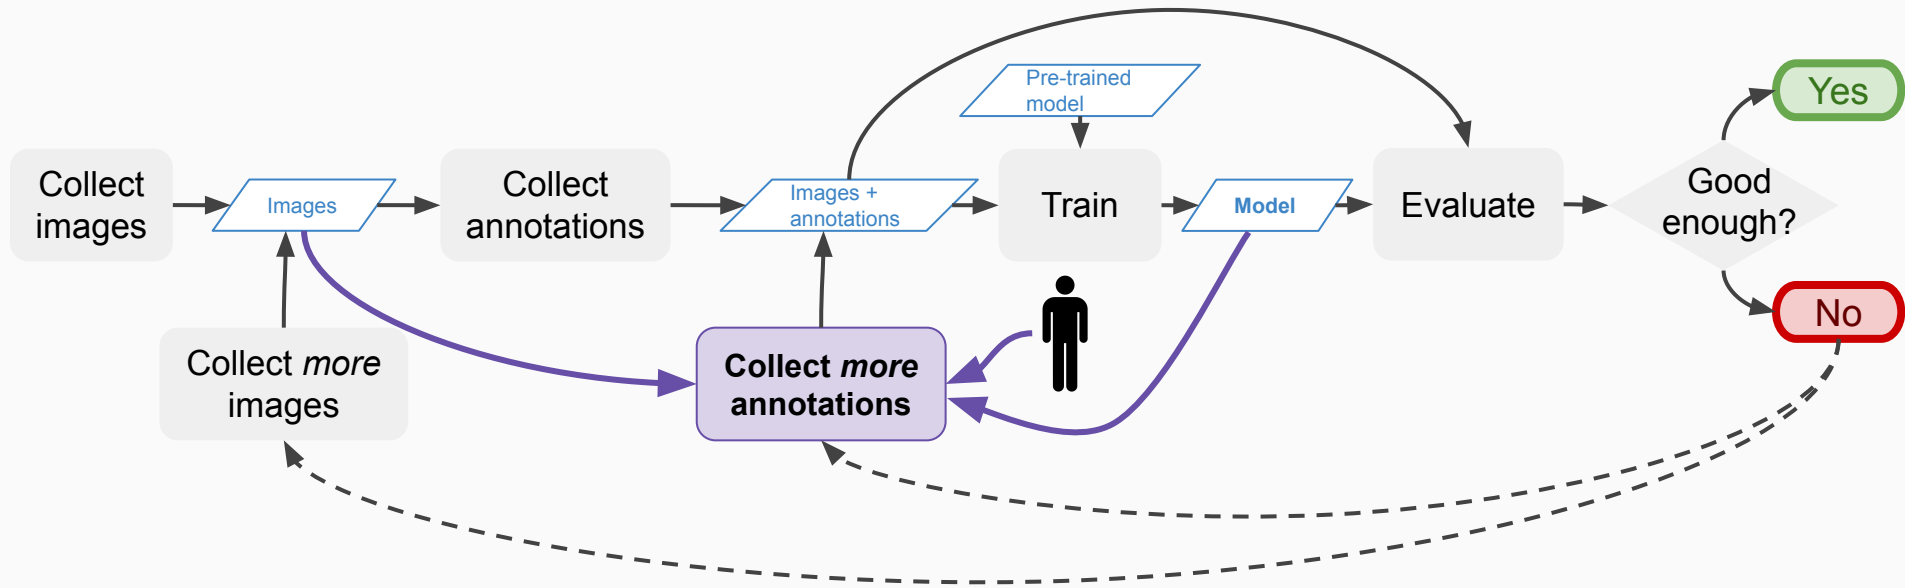 Pre-trained
model
Yes
Collect
images
Images
Collect
annotations
Images +
annotations
Train
Model
Evaluate
Good
enough?
No
Collect more
images
Collect more
annotations